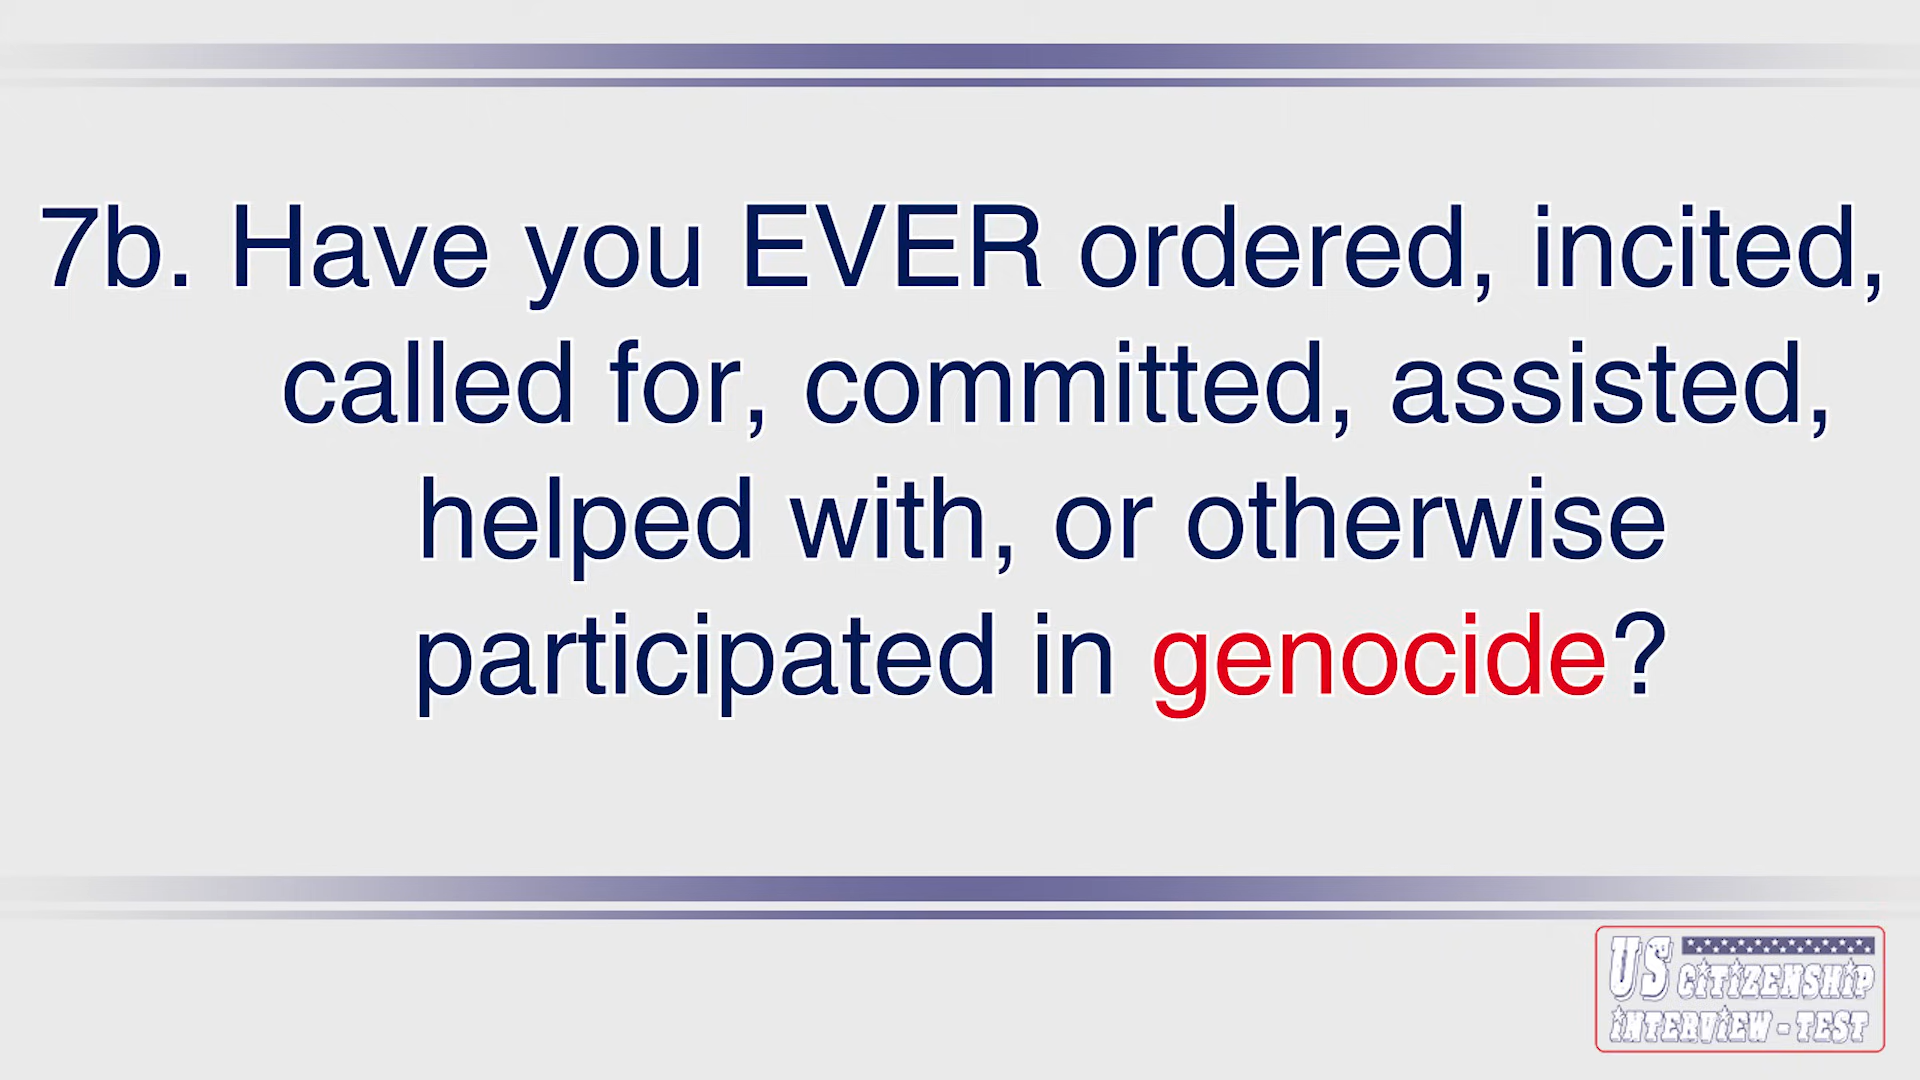 7b. Have you EVER ordered, incited,
called for, committed, assisted,
helped with, or otherwise
participated in genocide?
US CITIZENSHIP
INTERVIEW - TEST